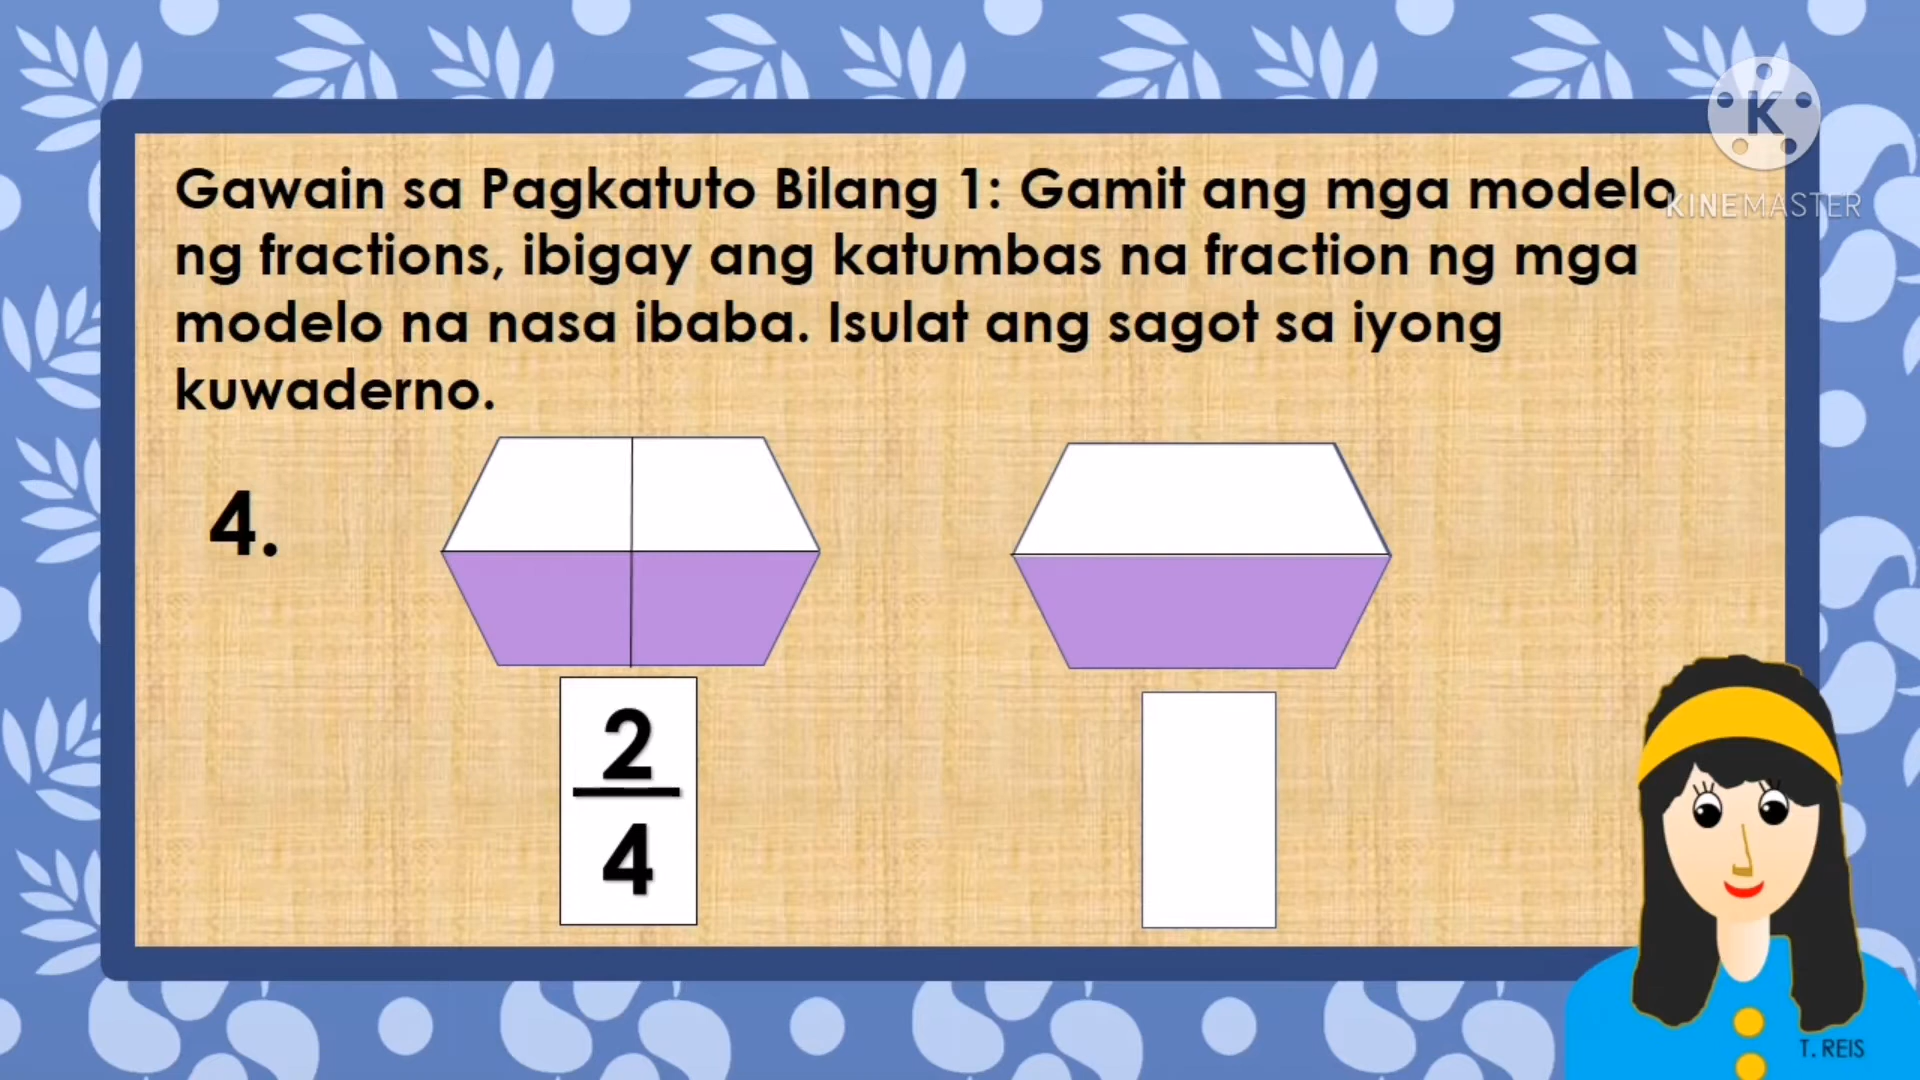 K
KINEMASTER
Gawain sa Pagkatuto Bilang 1: Gamit ang mga modelo
ng fractions, ibigay ang katumbas na fraction ng mga
modelo na nasa ibaba. Isulat ang sagot sa iyong
kuwaderno.
4.
2
4
T. REIS